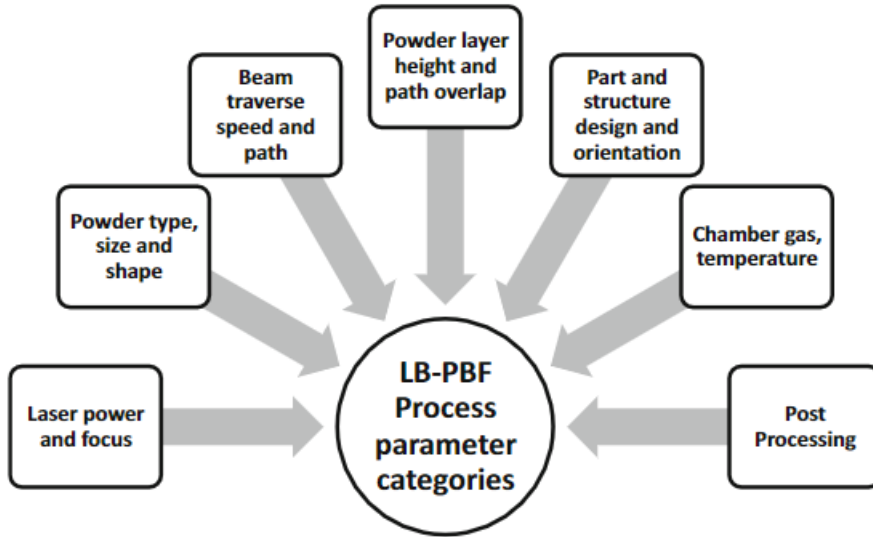 Powder layer
height and
path overlap
Beam
traverse
speed and
path
Part and
structure
design and
orientation
Powder type,
size and
shape
Chamber gas,
temperature
Laser power
and focus
LB-PBF
Process
parameter
categories
Post
Processing